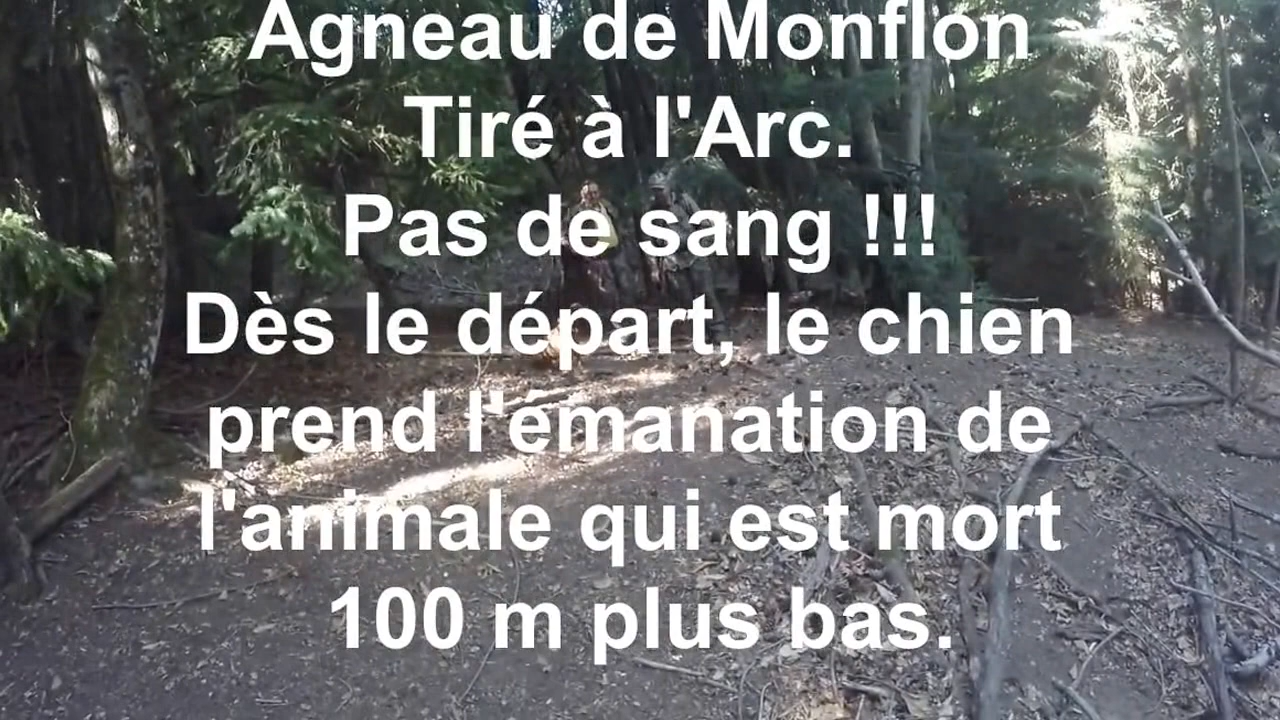 Agneau de Monflon
Tiré à l'Arc.
Pas de sang !!!
Dès le départ, le chien
prend l'émanation de
l'animale qui est mort
100 m plus bas.